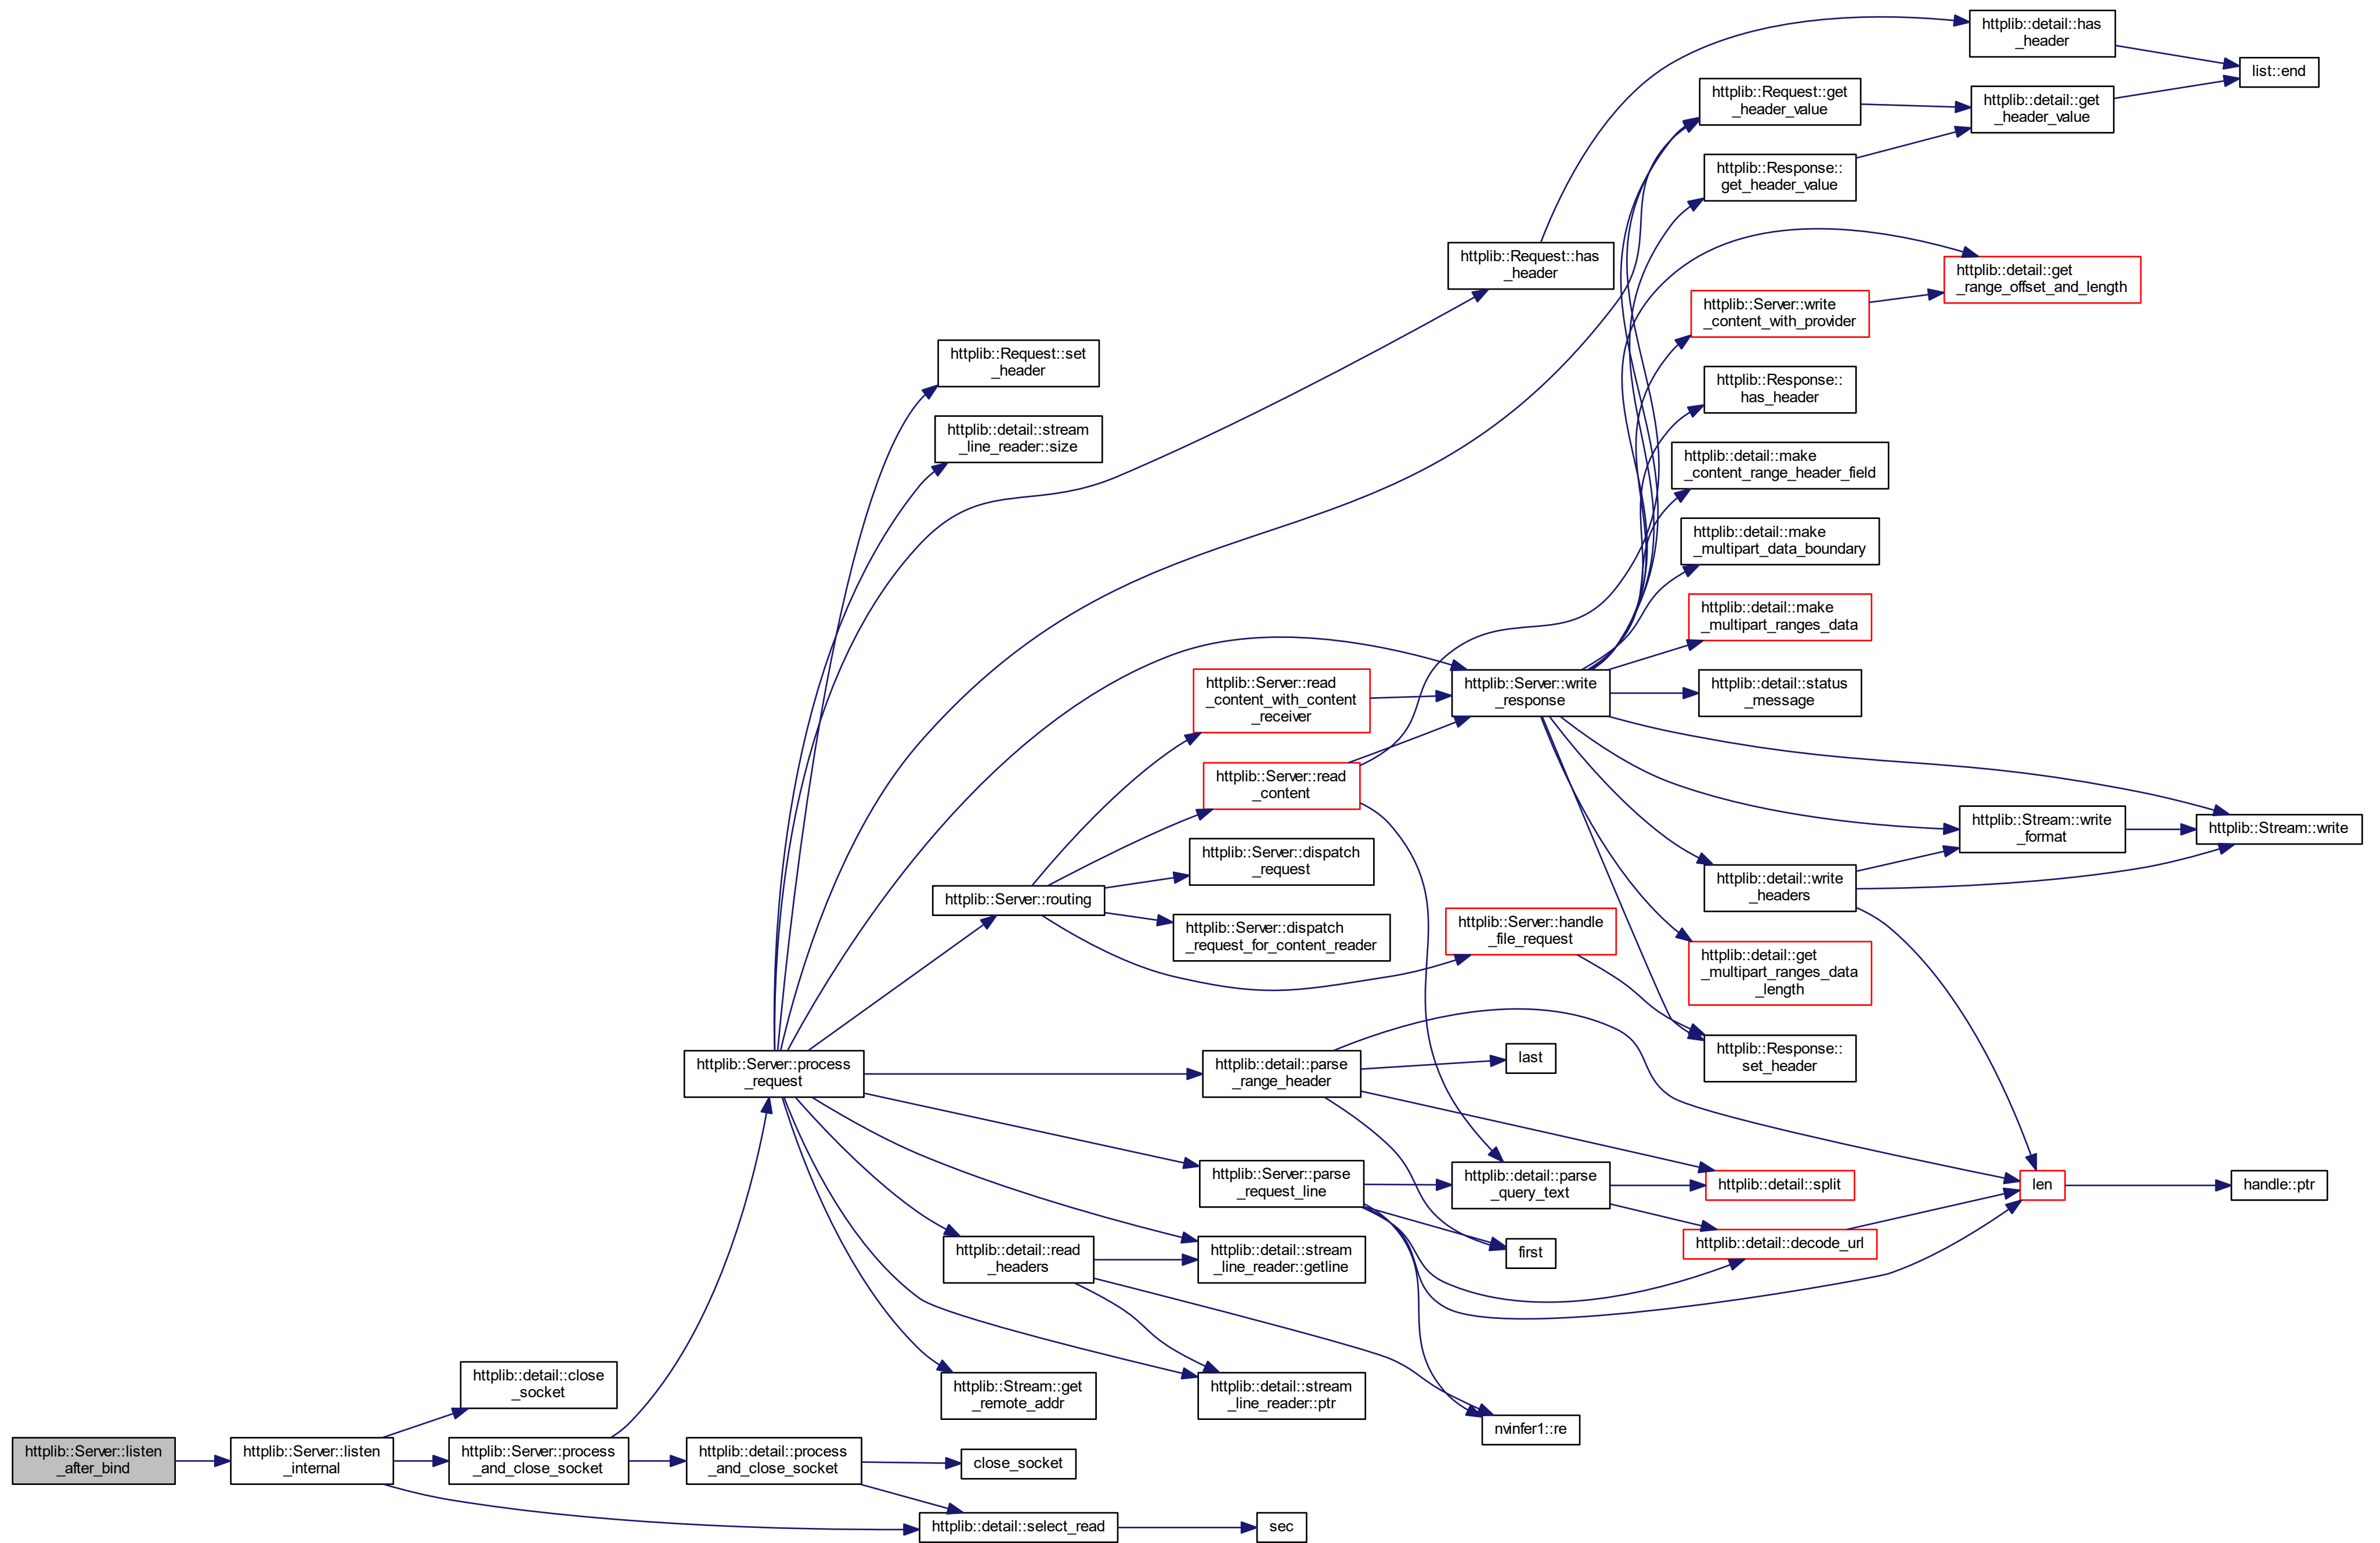 httplib::detail::has
_header
list::end
httplib::Request::get
_header_value
httplib::detail::get
_header_value
httplib::Response::
get_header_value
httplib::Request::has
_header
httplib::detail::get
_range_offset_and_length
httplib::Server::write
_content_with_provider
httplib::Request::set
_header
httplib::Response::
has_header
httplib::detail::stream
_line_reader::size
httplib::detail::make
_content_range_header_field
httplib::detail::make
_multipart_data_boundary
httplib::detail::make
_multipart_ranges_data
httplib::Server::read
_content_with_content
_receiver
httplib::Server::write
_response
httplib::detail::status
_message
httplib::Server::read
_content
httplib::Stream::write
_format
httplib::Stream::write
httplib::Server::dispatch
_request
httplib::detail::write
_headers
httplib::Server::routing
httplib::Server::dispatch
_request_for_content_reader
httplib::Server::handle
_file_request
httplib::detail::get
_multipart_ranges_data
_length
httplib::Server::process
_request
httplib::detail::parse
_range_header
last
httplib::Response::
set_header
httplib::Server::parse
_request_line
httplib::detail::parse
_query_text
httplib::detail::split
len
handle::ptr
httplib::detail::read
_headers
httplib::detail::stream
_line_reader::getline
first
httplib::detail::decode_url
httplib::detail::close
_socket
httplib::Stream::get
_remote_addr
httplib::detail::stream
_line_reader::ptr
nvinfer1::re
httplib::Server::listen
_after_bind
httplib::Server::listen
_internal
httplib::Server::process
_and_close_socket
httplib::detail::process
_and_close_socket
close_socket
httplib::detail::select_read
sec